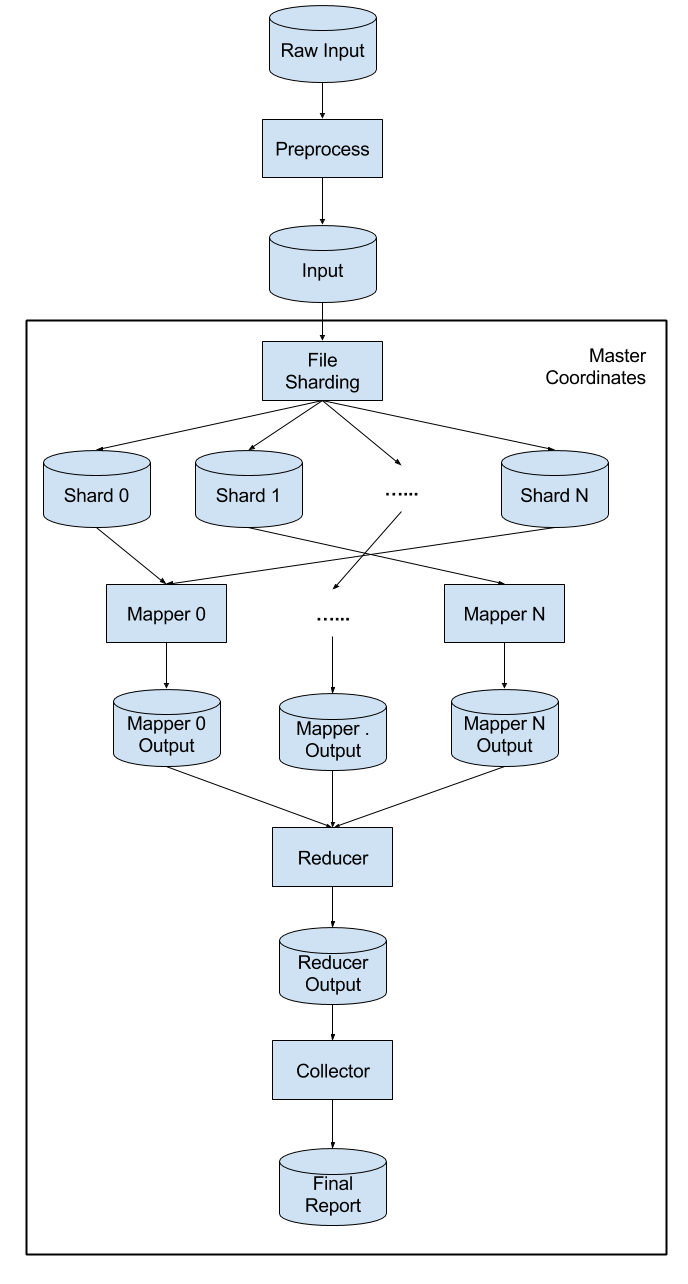 Raw Input
Preprocess
Input
File
Sharding
Master
Coordinates
Shard 0
Shard 1
......
Shard N
Mapper 0
......
Mapper N
Mapper 0
Output
Mapper .
Output
Mapper N
Output
Reducer
Reducer
Output
Collector
Final
Report